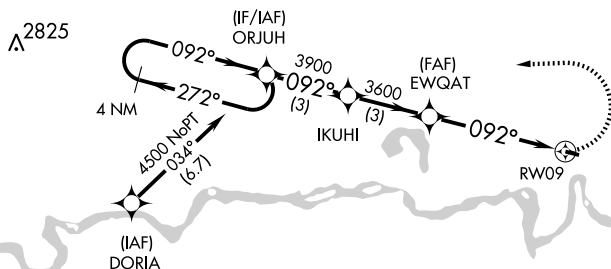 2825
(IF/IAF)
ORJUH
092°
272°
4 NM
3900
092°
(3)
IKUHI
3600
(3)
(FAF)
EWQAT
092°
RW09
4500 NoPT
034°
(6.7)
(IAF)
DORIA